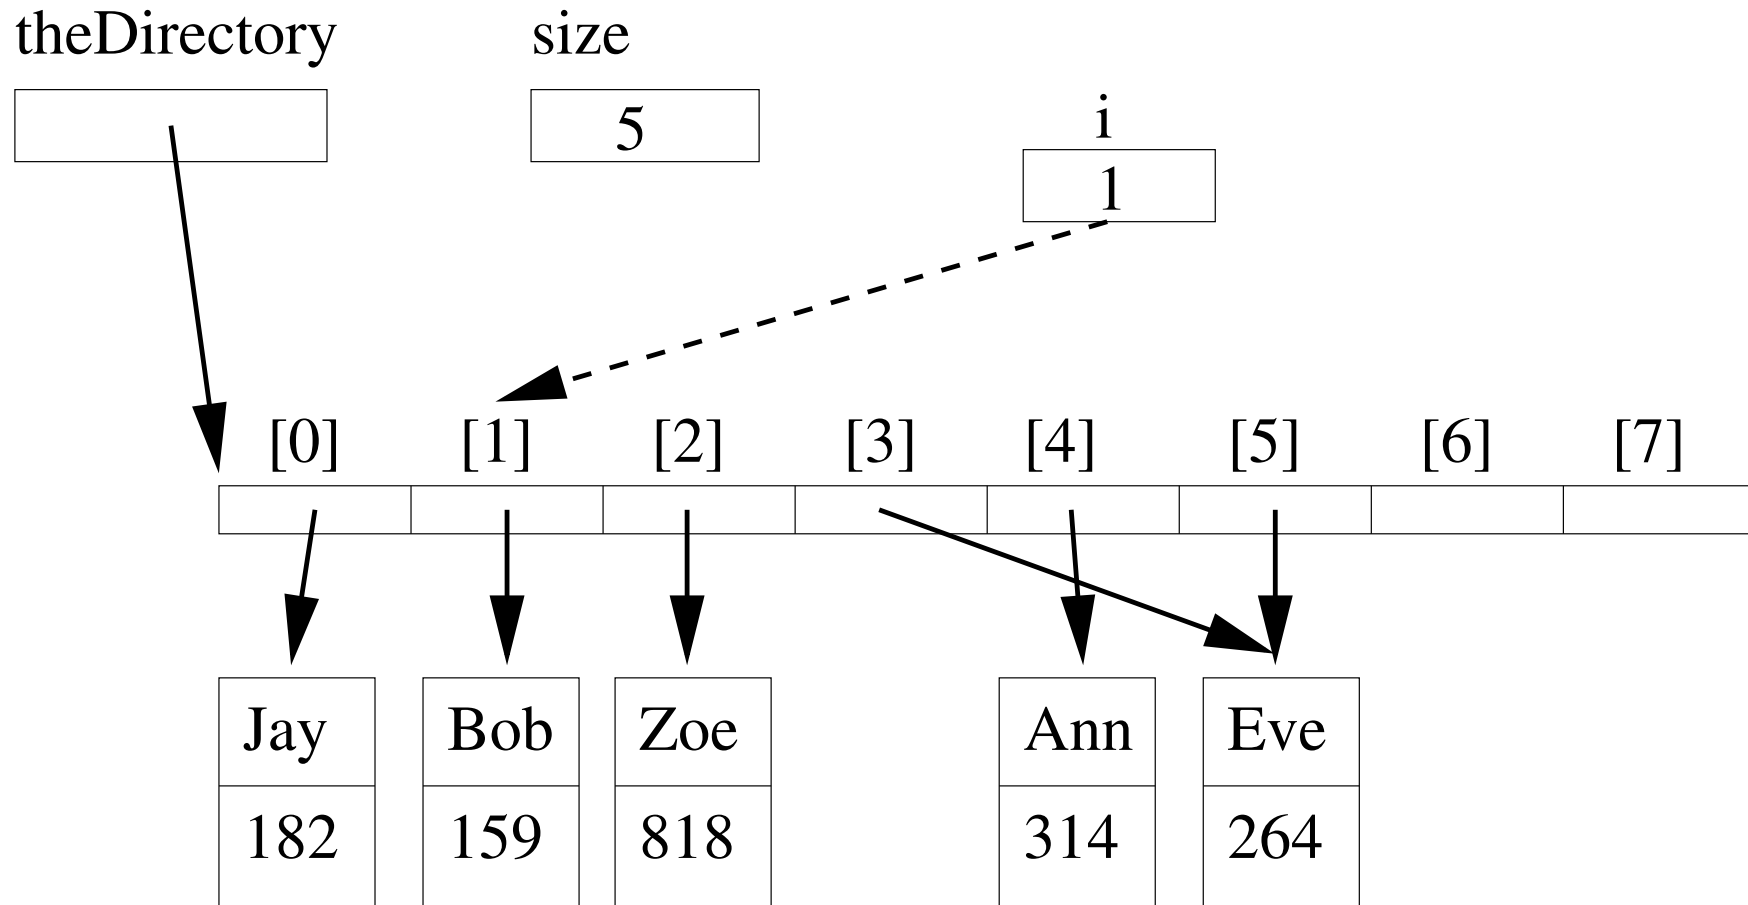 theDirectory size
5
i
1
[0] [1] [2] [3] [4] [5] [6] [7]
Jay Bob Zoe Ann Eve
182 159 818 314 264